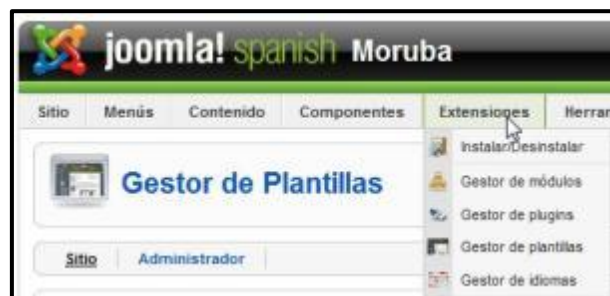 joomla! spanish Moruba
Sitio Menús Contenido Componentes Extensiones Herrar
Instalar/Desinstalar
Gestor de Plantillas
Gestor de módulos
Gestor de plugins
Gestor de plantillas
Sitio Administrador
Gestor de idiomas